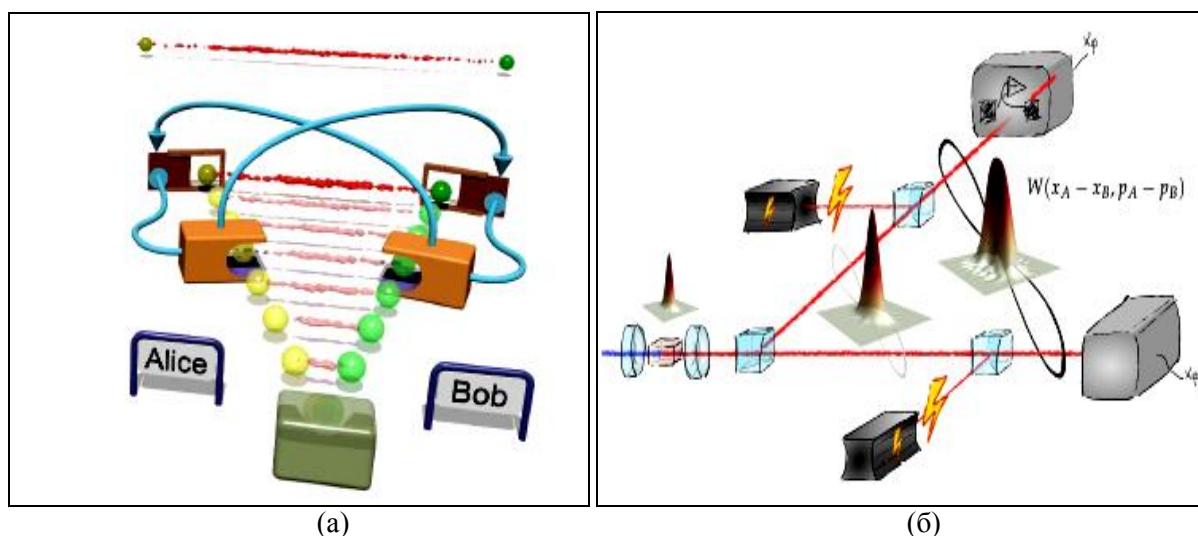 Alice
Bob
(а)
x_φ
W(x_A − x_B, p_A − p_B)
x_φ
(б)